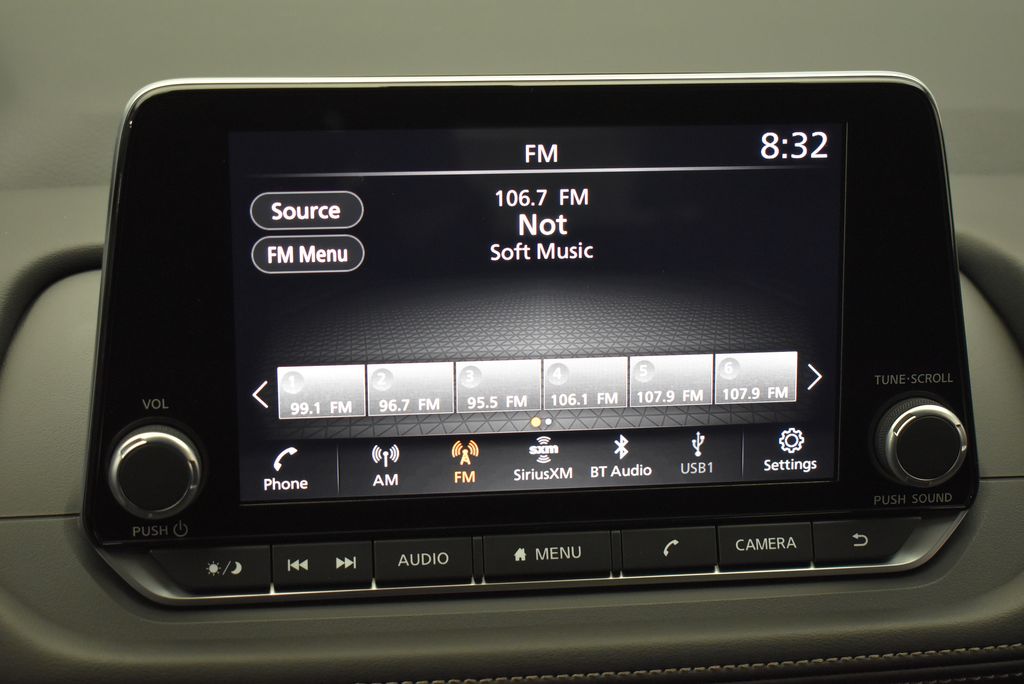 FM
8:32
Source
FM Menu
106.7 FM
Not
Soft Music
1 99.1 FM
2 96.7 FM
3 95.5 FM
4 106.1 FM
5 107.9 FM
6 107.9 FM
Phone
AM
FM
sxm
SiriusXM
BT Audio
USB1
Settings
VOL
PUSH
TUNE·SCROLL
PUSH SOUND
AUDIO
MENU
CAMERA